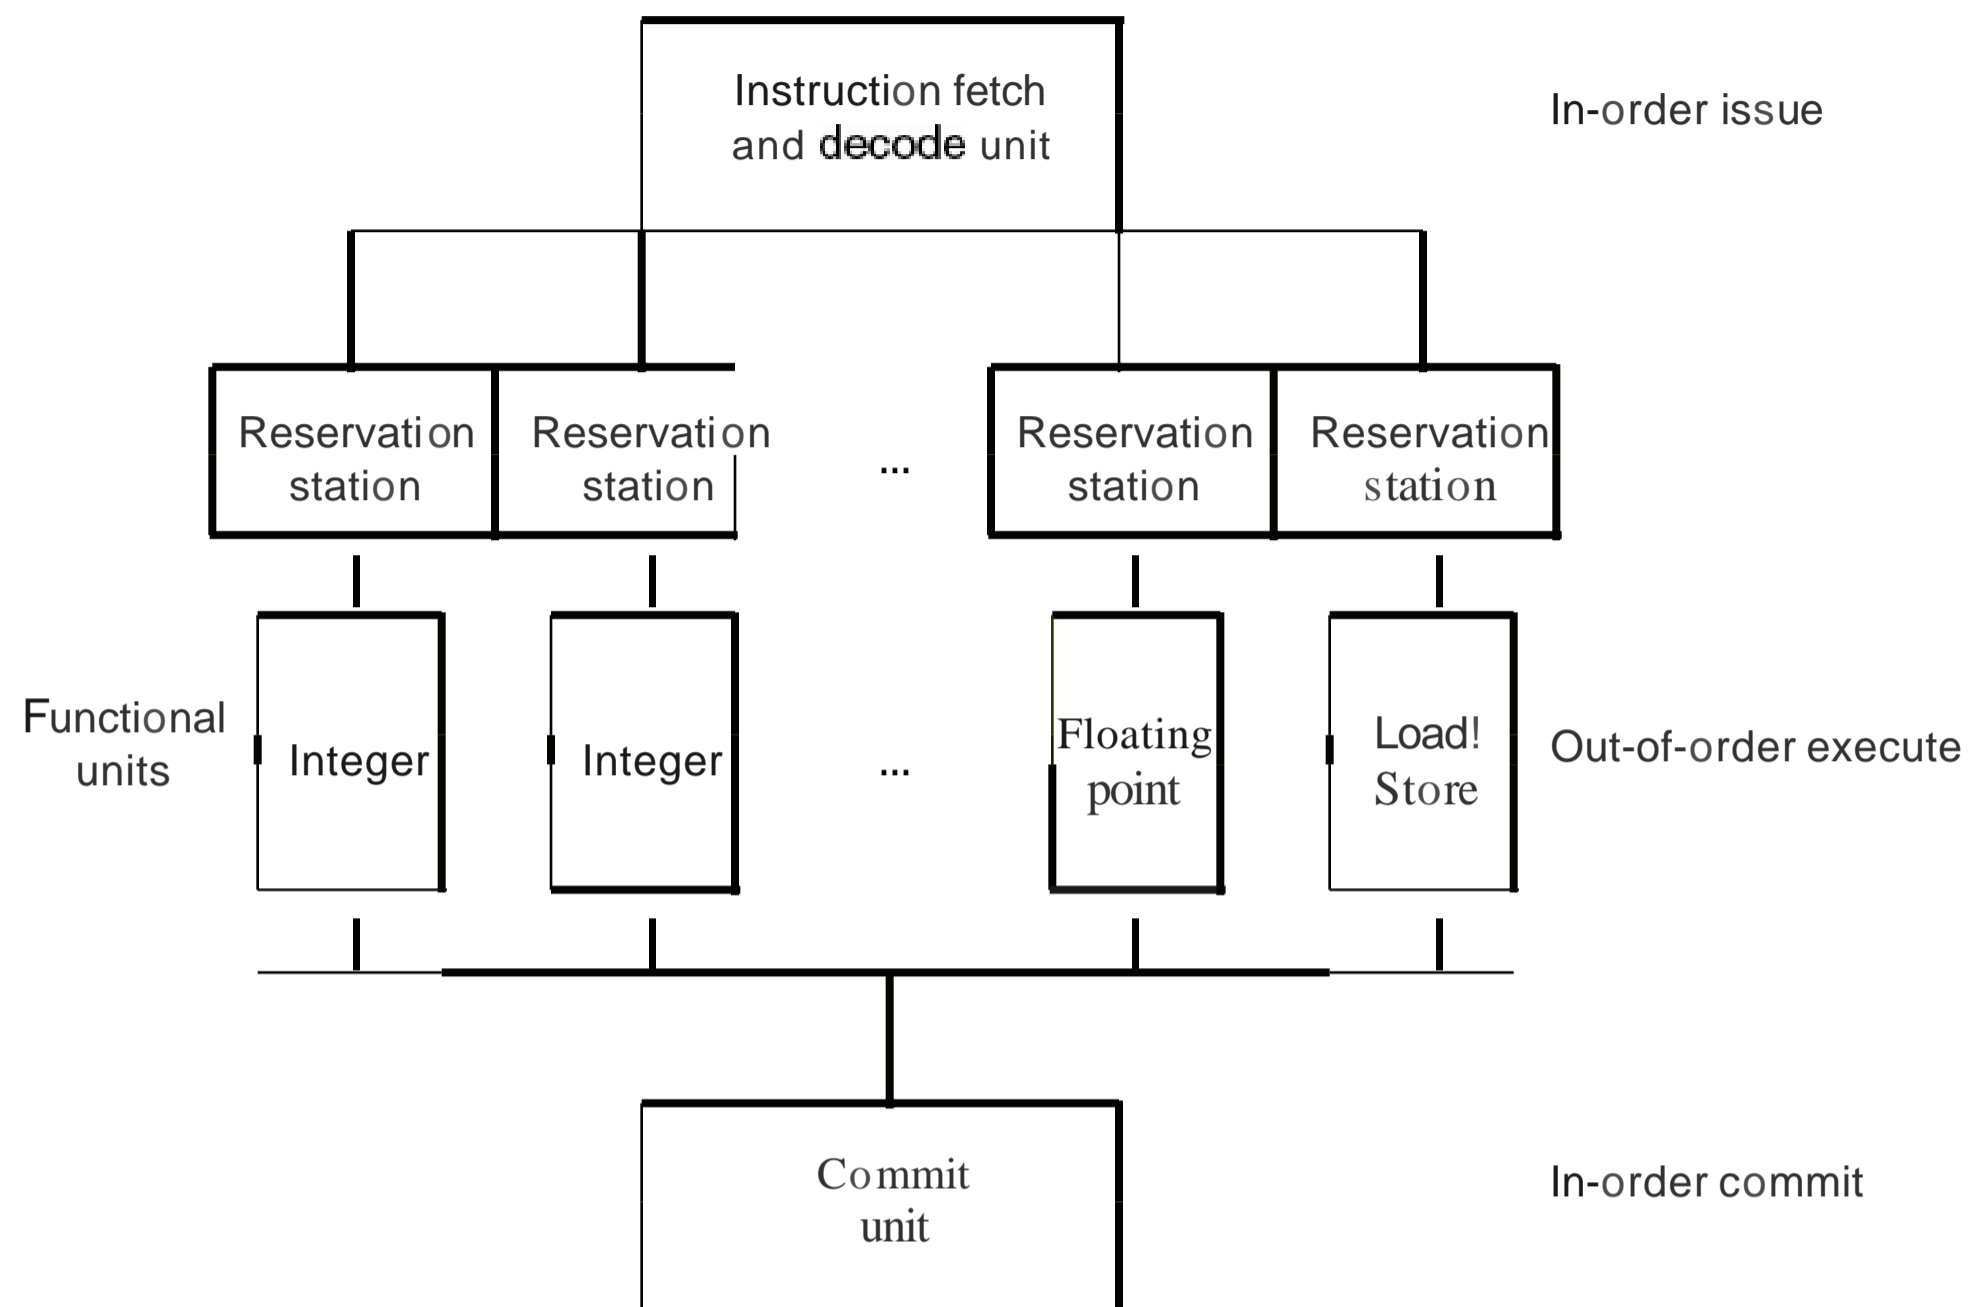 Instruction fetch
and decode unit
In-order issue
Reservation
station
Reservation
station
...
Reservation
station
Reservation
station
Functional
units
Integer
Integer
...
Floating
point
Load!
Store
Out-of-order execute
Commit
unit
In-order commit